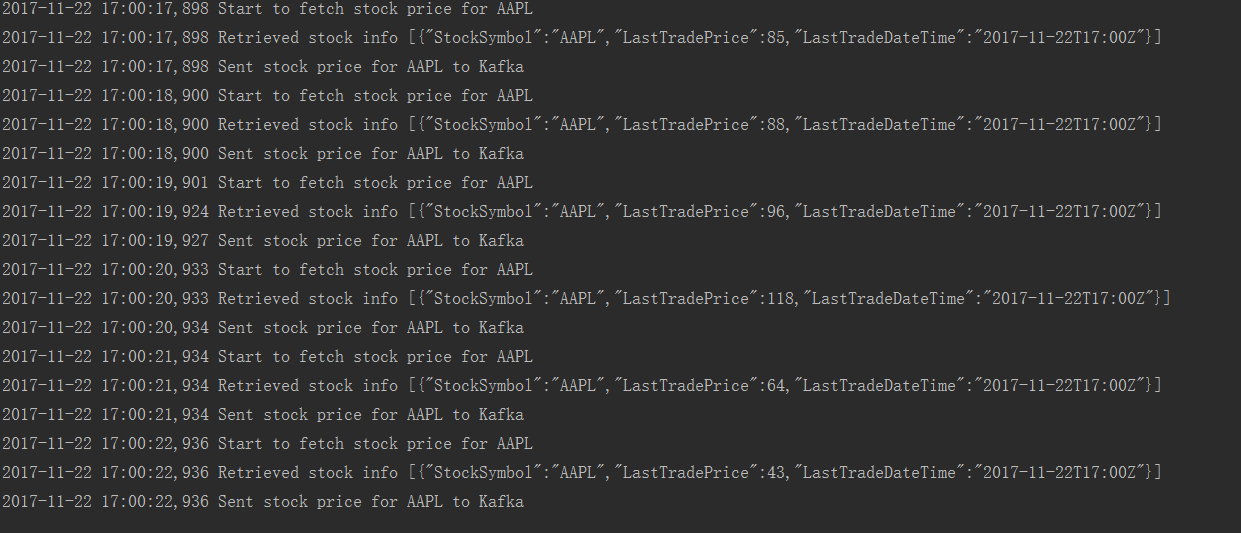 2017-11-22 17:00:17,898 Start to fetch stock price for AAPL
2017-11-22 17:00:17,898 Retrieved stock info [{"StockSymbol":"AAPL","LastTradePrice":85,"LastTradeDateTime":"2017-11-22T17:00Z"}]
2017-11-22 17:00:17,898 Sent stock price for AAPL to Kafka
2017-11-22 17:00:18,900 Start to fetch stock price for AAPL
2017-11-22 17:00:18,900 Retrieved stock info [{"StockSymbol":"AAPL","LastTradePrice":88,"LastTradeDateTime":"2017-11-22T17:00Z"}]
2017-11-22 17:00:18,900 Sent stock price for AAPL to Kafka
2017-11-22 17:00:19,901 Start to fetch stock price for AAPL
2017-11-22 17:00:19,924 Retrieved stock info [{"StockSymbol":"AAPL","LastTradePrice":96,"LastTradeDateTime":"2017-11-22T17:00Z"}]
2017-11-22 17:00:19,927 Sent stock price for AAPL to Kafka
2017-11-22 17:00:20,933 Start to fetch stock price for AAPL
2017-11-22 17:00:20,933 Retrieved stock info [{"StockSymbol":"AAPL","LastTradePrice":118,"LastTradeDateTime":"2017-11-22T17:00Z"}]
2017-11-22 17:00:20,934 Sent stock price for AAPL to Kafka
2017-11-22 17:00:21,934 Start to fetch stock price for AAPL
2017-11-22 17:00:21,934 Retrieved stock info [{"StockSymbol":"AAPL","LastTradePrice":64,"LastTradeDateTime":"2017-11-22T17:00Z"}]
2017-11-22 17:00:21,934 Sent stock price for AAPL to Kafka
2017-11-22 17:00:22,936 Start to fetch stock price for AAPL
2017-11-22 17:00:22,936 Retrieved stock info [{"StockSymbol":"AAPL","LastTradePrice":43,"LastTradeDateTime":"2017-11-22T17:00Z"}]
2017-11-22 17:00:22,936 Sent stock price for AAPL to Kafka